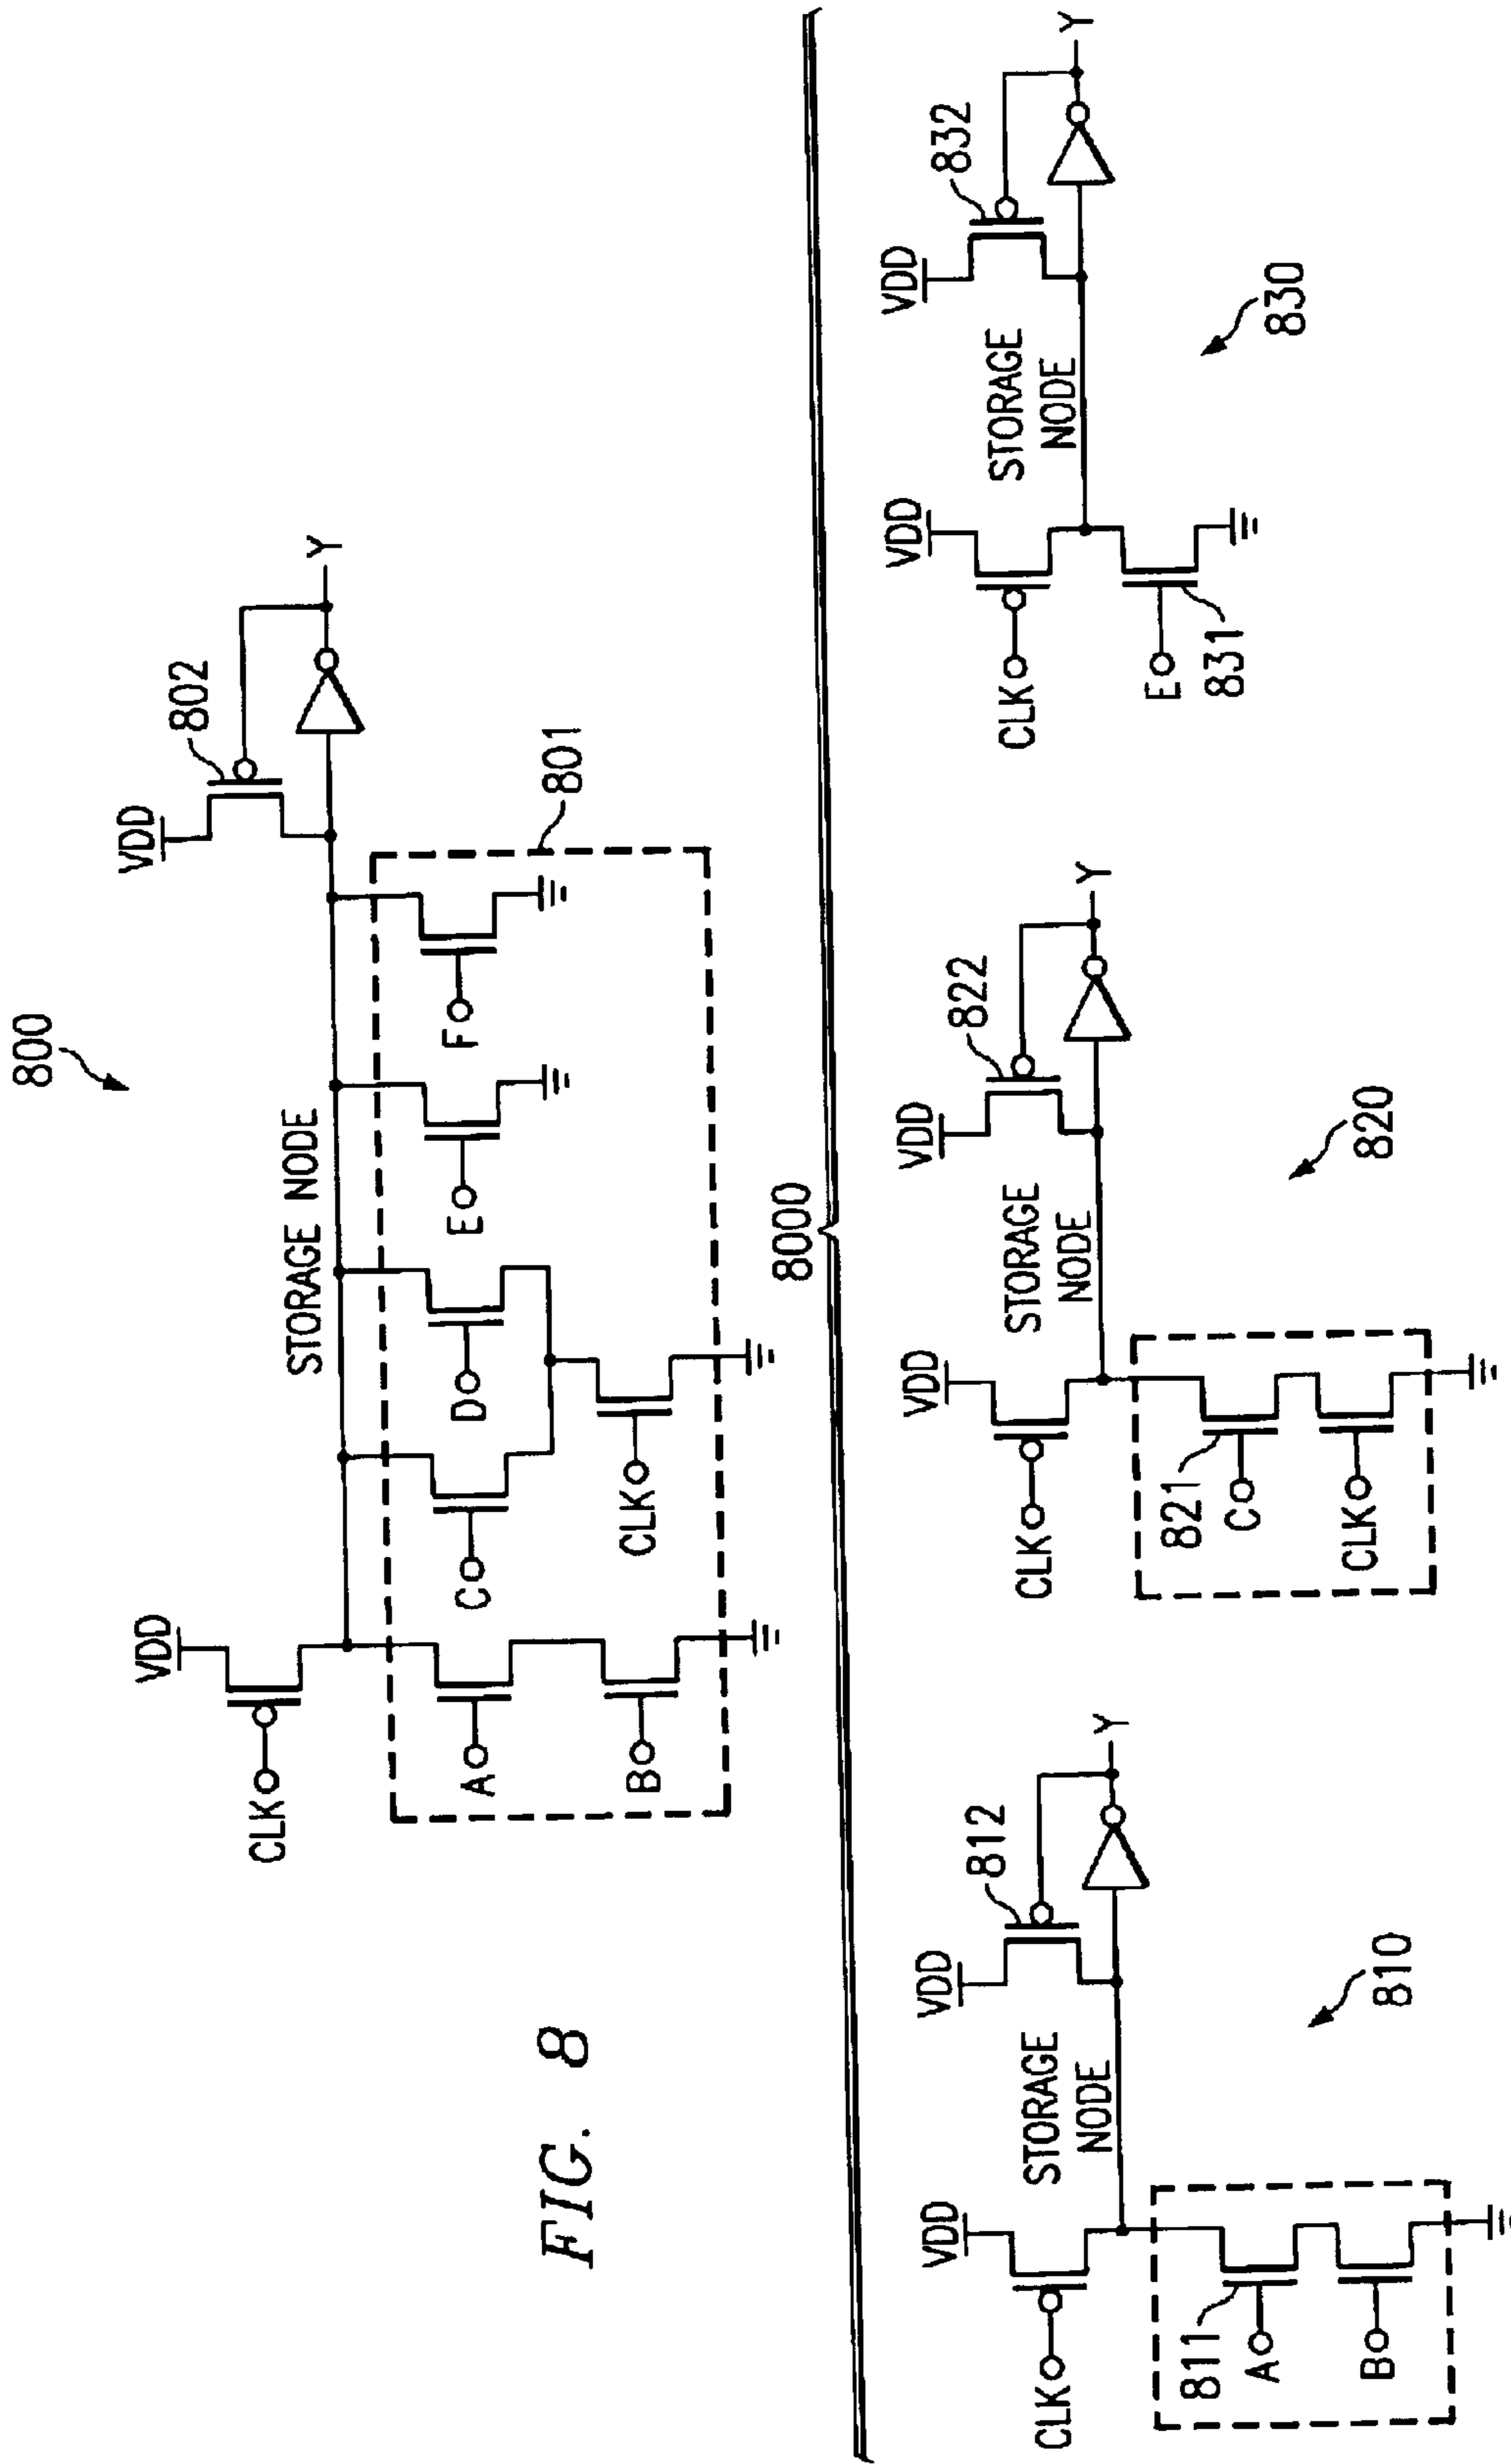 FIG. 8
800
VDD
CLK
STORAGE NODE
VDD
802
Y
801
A
B
C
D
CLK
E
F
8000
VDD
CLK
STORAGE
NODE
VDD
812
Y
811
A
B
810
VDD
CLK
STORAGE
NODE
VDD
822
Y
821
C
CLK
820
VDD
CLK
STORAGE
NODE
VDD
832
Y
E
831
830